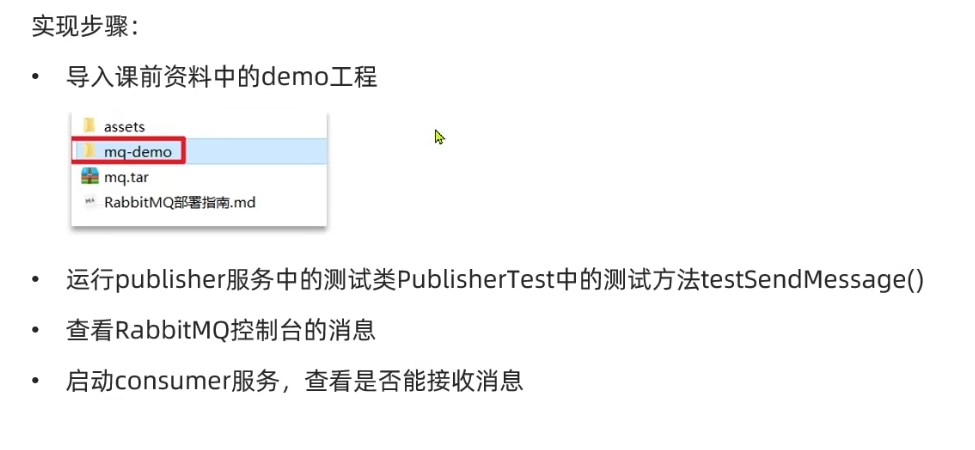 实现步骤：
• 导入课前资料中的demo工程
assets
mq-demo
mq.tar
RabbitMQ部署指南.md
• 运行publisher服务中的测试类PublisherTest中的测试方法testSendMessage()
• 查看RabbitMQ控制台的消息
• 启动consumer服务，查看是否能接收消息